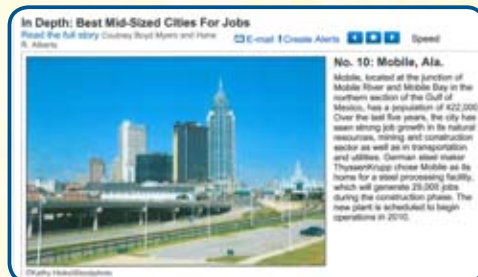 In Depth: Best Mid-Sized Cities For Jobs
Read the full story Courtney Boyd Myers and Hana
R. Alberts
E-mail Create Alerts Speed
No. 10: Mobile, Ala.
Mobile, located at the junction of
Mobile River and Mobile Bay in the
northern section of the Gulf of
Mexico, has a population of 422,000.
Over the last five years, the city has
seen strong job growth in its natural
resources, mining and construction
sector as well as in transportation
and utilities. German steel maker
ThyssenKrupp chose Mobile as its
home for a steel processing facility,
which will generate 29,000 jobs
during the construction phase. The
new plant is scheduled to begin
operations in 2010.